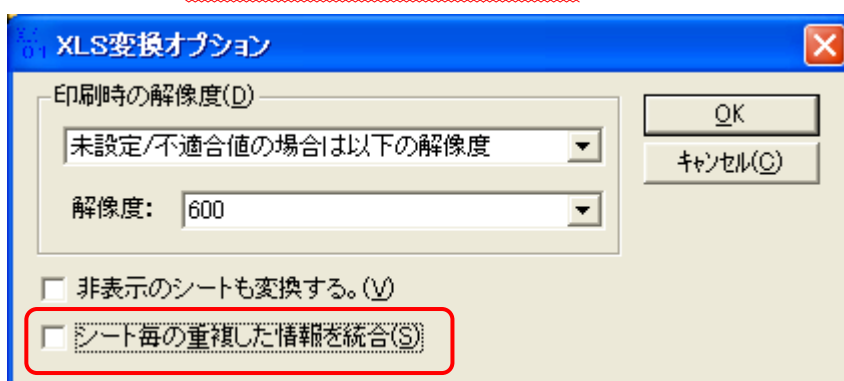 XLS変換オプション
印刷時の解像度(D)
未設定/不適合値の場合は以下の解像度
解像度: 600
OK
キャンセル(C)
非表示のシートも変換する。(V)
シート毎の重複した情報を統合(S)